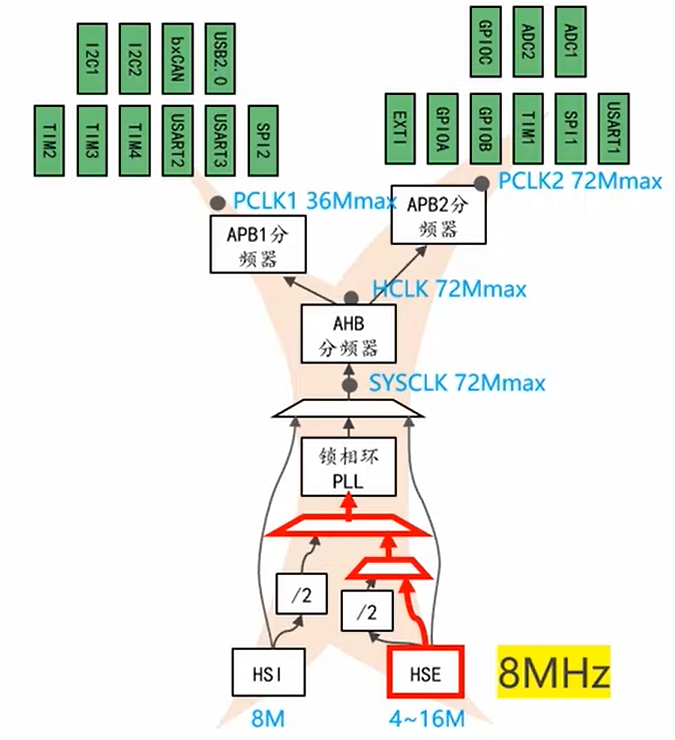 I2C1
I2C2
bxCAN
USB2.0
GPIOC
ADC2
ADC1
TIM2
TIM3
TIM4
USART2
USART3
SPI2
EXTI
GPIOA
GPIOB
TIM1
SPI1
USART1
PCLK1 36Mmax
PCLK2 72Mmax
APB1分
频器
APB2分
频器
HCLK 72Mmax
AHB
分频器
SYSCLK 72Mmax
锁相环
PLL
/2
/2
HSI
HSE
8MHz
8M
4~16M